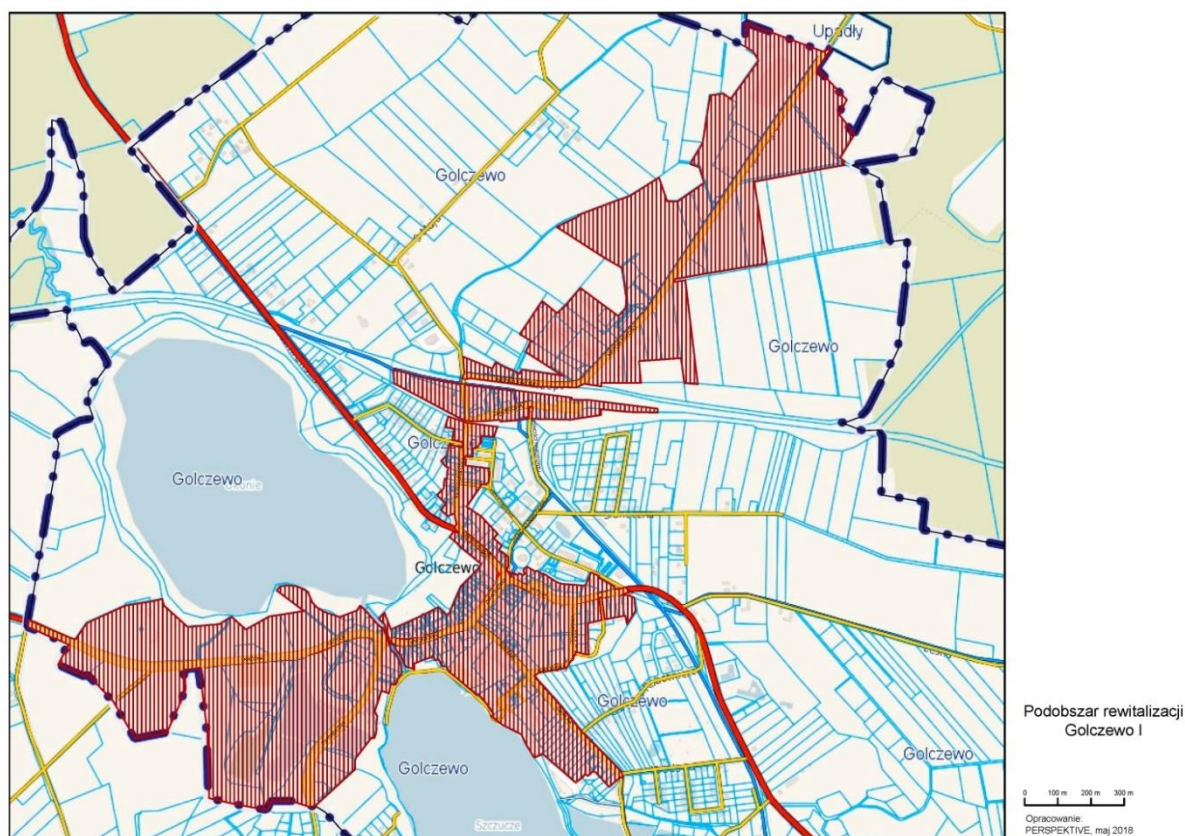 Upadły
Golczewo
Golczewo
Golczewo
Golczewo
Golczewo
Golczewo
Golczewo
Golczewo
Szczucze
Podobszar rewitalizacji
Golczewo I
0 100 m 200 m 300 m
Opracowanie:
PERSPEKTIVE, maj 2018